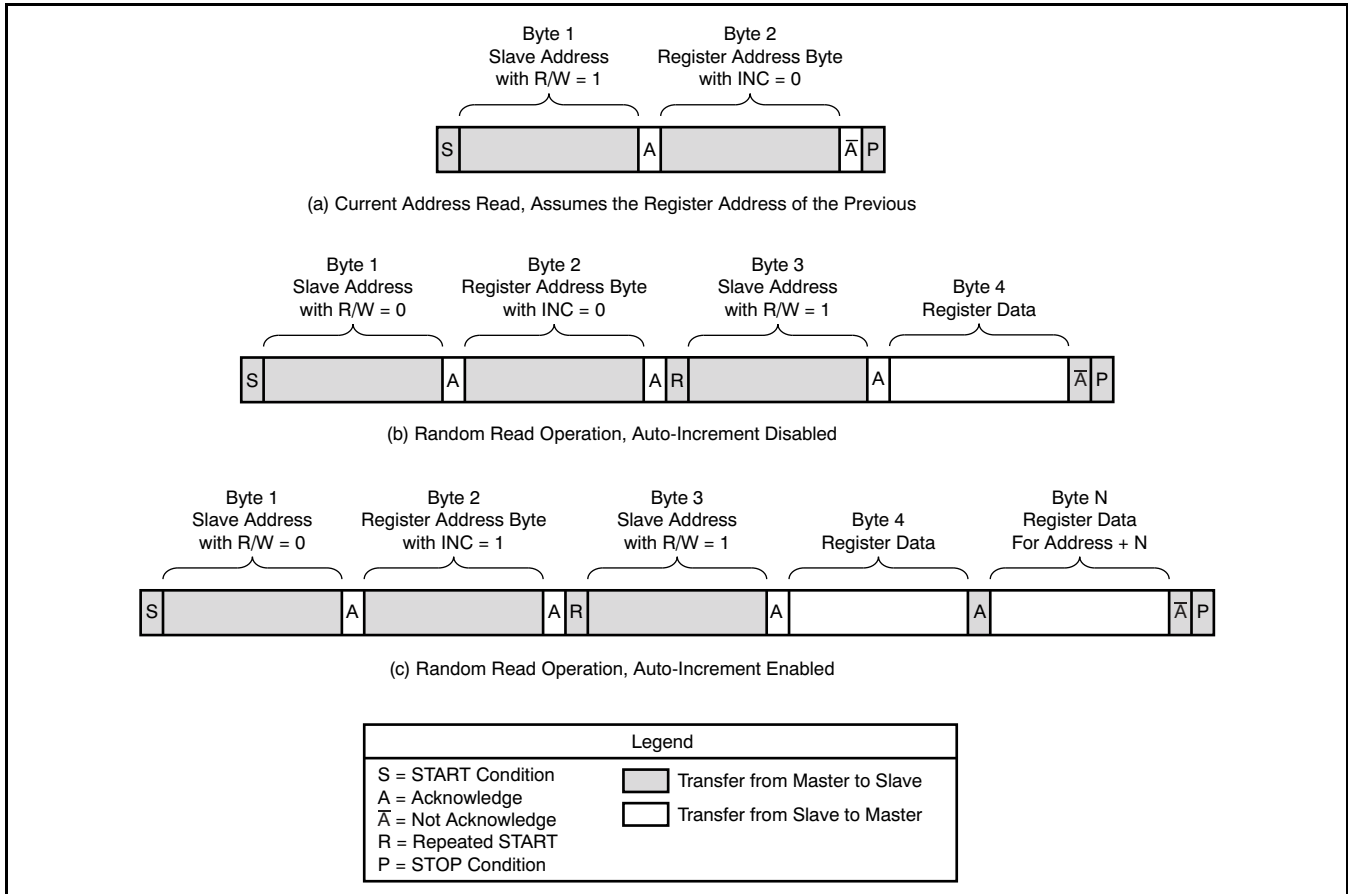 Byte 1
Slave Address
with R/W = 1
Byte 2
Register Address Byte
with INC = 0
S
A
A̅
P
(a) Current Address Read, Assumes the Register Address of the Previous
Byte 1
Slave Address
with R/W = 0
Byte 2
Register Address Byte
with INC = 0
Byte 3
Slave Address
with R/W = 1
Byte 4
Register Data
S
A
A
R
A
A̅
P
(b) Random Read Operation, Auto-Increment Disabled
Byte 1
Slave Address
with R/W = 0
Byte 2
Register Address Byte
with INC = 1
Byte 3
Slave Address
with R/W = 1
Byte 4
Register Data
Byte N
Register Data
For Address + N
S
A
A
R
A
A
A̅
P
(c) Random Read Operation, Auto-Increment Enabled
Legend
S = START Condition
A = Acknowledge
A̅ = Not Acknowledge
R = Repeated START
P = STOP Condition
Transfer from Master to Slave
Transfer from Slave to Master